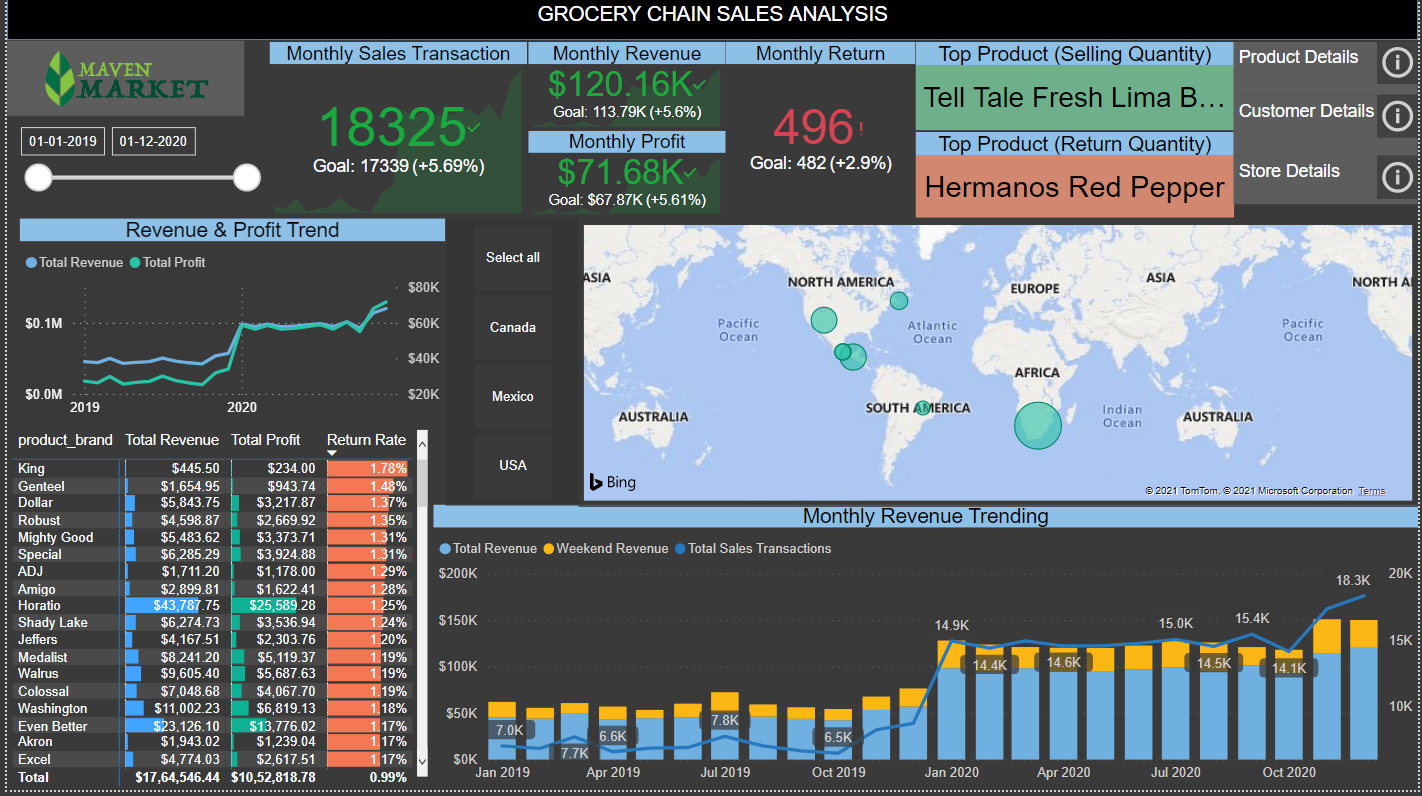 GROCERY CHAIN SALES ANALYSIS
MAVEN
MARKET
01-01-2019
01-12-2020
Monthly Sales Transaction
18325
Goal: 17339 (+5.69%)
Monthly Revenue
$120.16K
Goal: 113.79K (+5.6%)
Monthly Profit
$71.68K
Goal: $67.87K (+5.61%)
Monthly Return
496!
Goal: 482 (+2.9%)
Top Product (Selling Quantity)
Tell Tale Fresh Lima B...
Top Product (Return Quantity)
Hermanos Red Pepper
Product Details
Customer Details
Store Details
Revenue & Profit Trend
Total Revenue Total Profit
$80K
$0.1M $60K
$40K
$0.0M $20K
2019 2020
Select all
Canada
Mexico
USA
ASIA
NORTH AMERICA
EUROPE
ASIA
NORTH A
Pacific
Ocean
Atlantic
Ocean
Pacific
Ocean
AFRICA
SOUTH AMERICA
AUSTRALIA
Indian
Ocean
AUSTRALIA
Bing
© 2021 TomTom, © 2021 Microsoft Corporation Terms
product_brand Total Revenue Total Profit Return Rate
King $445.50 $234.00 1.78%
Genteel $1,654.95 $943.74 1.48%
Dollar $5,843.75 $3,217.87 1.37%
Robust $4,598.87 $2,669.92 1.35%
Mighty Good $5,483.62 $3,373.71 1.31%
Special $6,285.29 $3,924.88 1.31%
ADJ $1,711.20 $1,178.00 1.29%
Amigo $2,899.81 $1,622.41 1.28%
Horatio $43,787.75 $25,589.28 1.25%
Shady Lake $6,274.73 $3,536.94 1.24%
Jeffers $4,167.51 $2,303.76 1.20%
Medalist $8,241.20 $5,119.37 1.19%
Walrus $9,605.40 $5,687.63 1.19%
Colossal $7,048.68 $4,067.70 1.19%
Washington $11,002.23 $6,819.13 1.18%
Even Better $23,126.10 $13,776.02 1.17%
Akron $1,943.02 $1,239.04 1.17%
Excel $4,774.03 $2,617.51 1.17%
Total $17,64,546.44 $10,52,818.78 0.99%
Monthly Revenue Trending
Total Revenue Weekend Revenue Total Sales Transactions
$200K 20K
18.3K
$150K 15K
14.9K 15.0K 15.4K
$100K 14.4K 14.6K 14.5K 14.1K
$50K 10K
7.0K 7.7K 6.6K 7.8K 6.5K
$0K
Jan 2019 Apr 2019 Jul 2019 Oct 2019 Jan 2020 Apr 2020 Jul 2020 Oct 2020